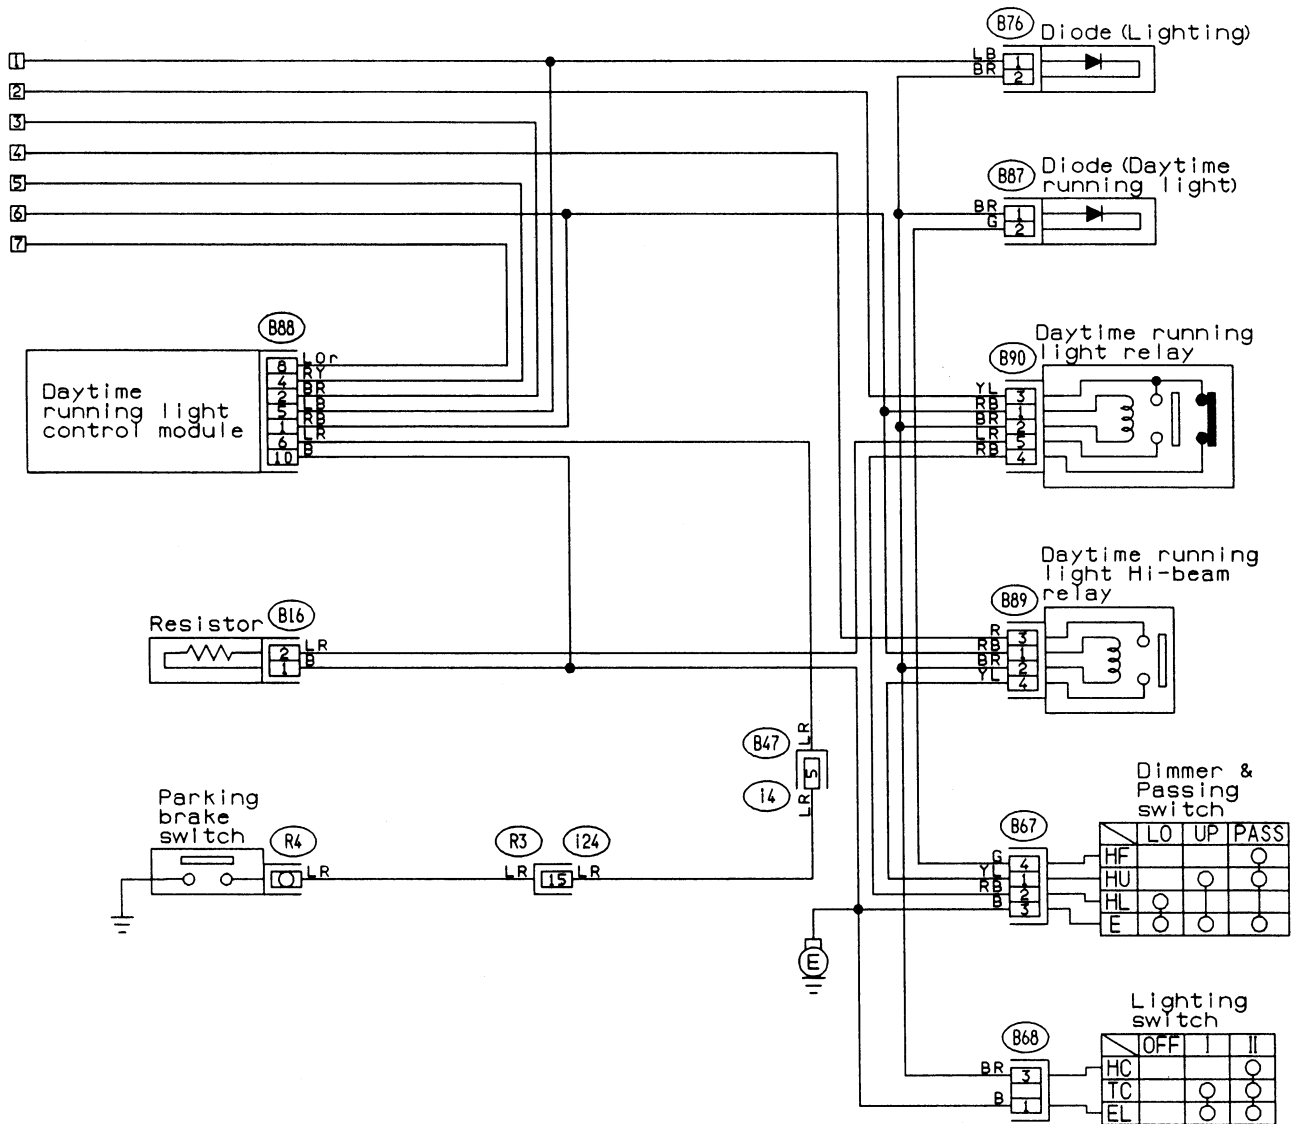 B76
Diode (Lighting)
1
LB
1
BR
2
2
3
4
Diode (Daytime
running light)
B87
5
BR
1
6
G
2
7
B88
Daytime running
light relay
B90
Daytime
running light
control module
8
LOr
4
RY
2
BR
5
LB
1
RB
6
LR
10
B
YL
3
RB
1
BR
2
LR
5
RB
4
Daytime running
light Hi-beam
relay
B89
Resistor
B16
2
LR
1
B
R
3
RB
1
BR
2
YL
4
B47
LR
5
i4
LR
Parking
brake
switch
R4
LR
R3
i24
LR
15
LR
Dimmer &
Passing
switch
B67
G
4
YL
1
RB
2
B
3
LO UP PASS
HF
HU
HL
E
E
Lighting
switch
B68
BR
3
B
1
OFF I II
HC
TC
EL